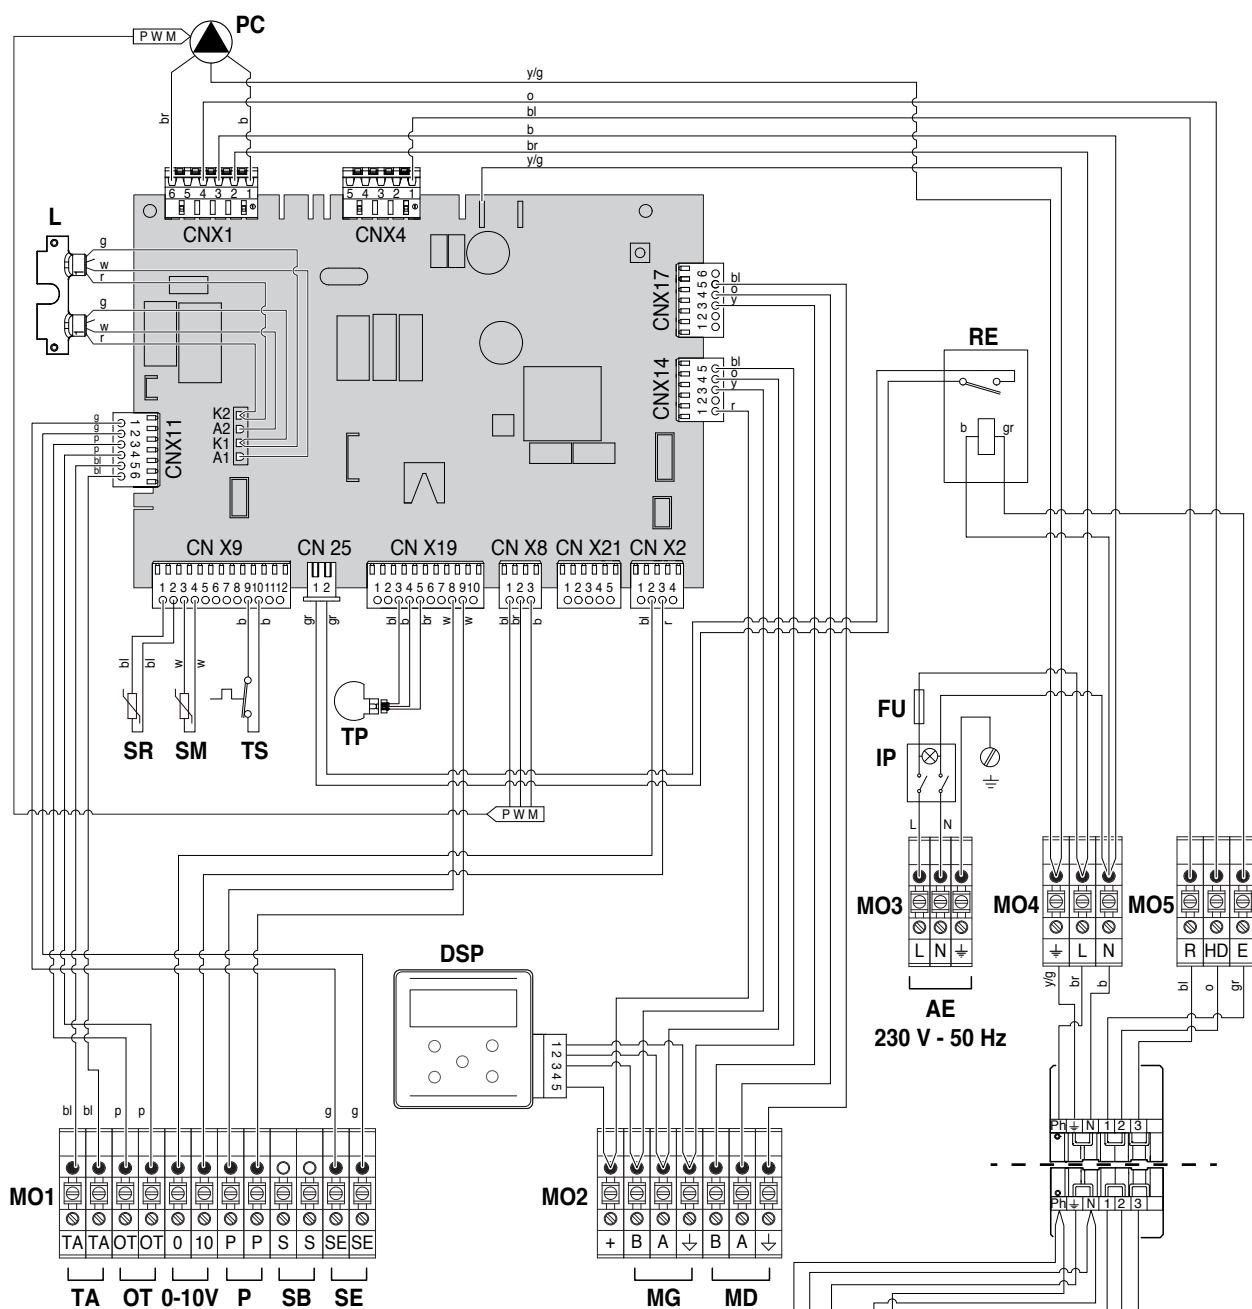 PC
P W M
y/g
o
bl
b
br
y/g
br
b
6 5 4 3 2 1
5 4 3 2 1
CNX1
CNX4
L
g
w
r
g
w
r
K2
A2
K1
A1
CNX17
1 2 3 4 5 6
bl
o
y
CNX14
1 2 3 4 5
bl
o
y
r
RE
b
gr
g
g
p
p
bl
bl
1 2 3 4 5 6
CNX11
CN X9
CN 25
CN X19
CN X8
CN X21
CN X2
1 2 3 4 5 6 7 8 9 10 11 12
1 2
1 2 3 4 5 6 7 8 9 10
1 2 3
1 2 3 4 5
1 2 3 4
b
b
gr
gr
bl
b
br
w
w
bl
br
b
bl
r
bl
bl
w
w
SR
SM
TS
TP
FU
IP
P W M
L
N
MO3
MO4
MO5
L N
L N
R HD E
y/g
br
b
bl
o
gr
AE
230 V - 50 Hz
DSP
1 2 3 4 5
Ph N 1 2 3
Ph N 1 2 3
bl
bl
p
p
g
g
MO1
MO2
TA TA OT OT 0 10 P P S S SE SE
+ B A B A
TA OT 0-10V P SB SE
MG MD